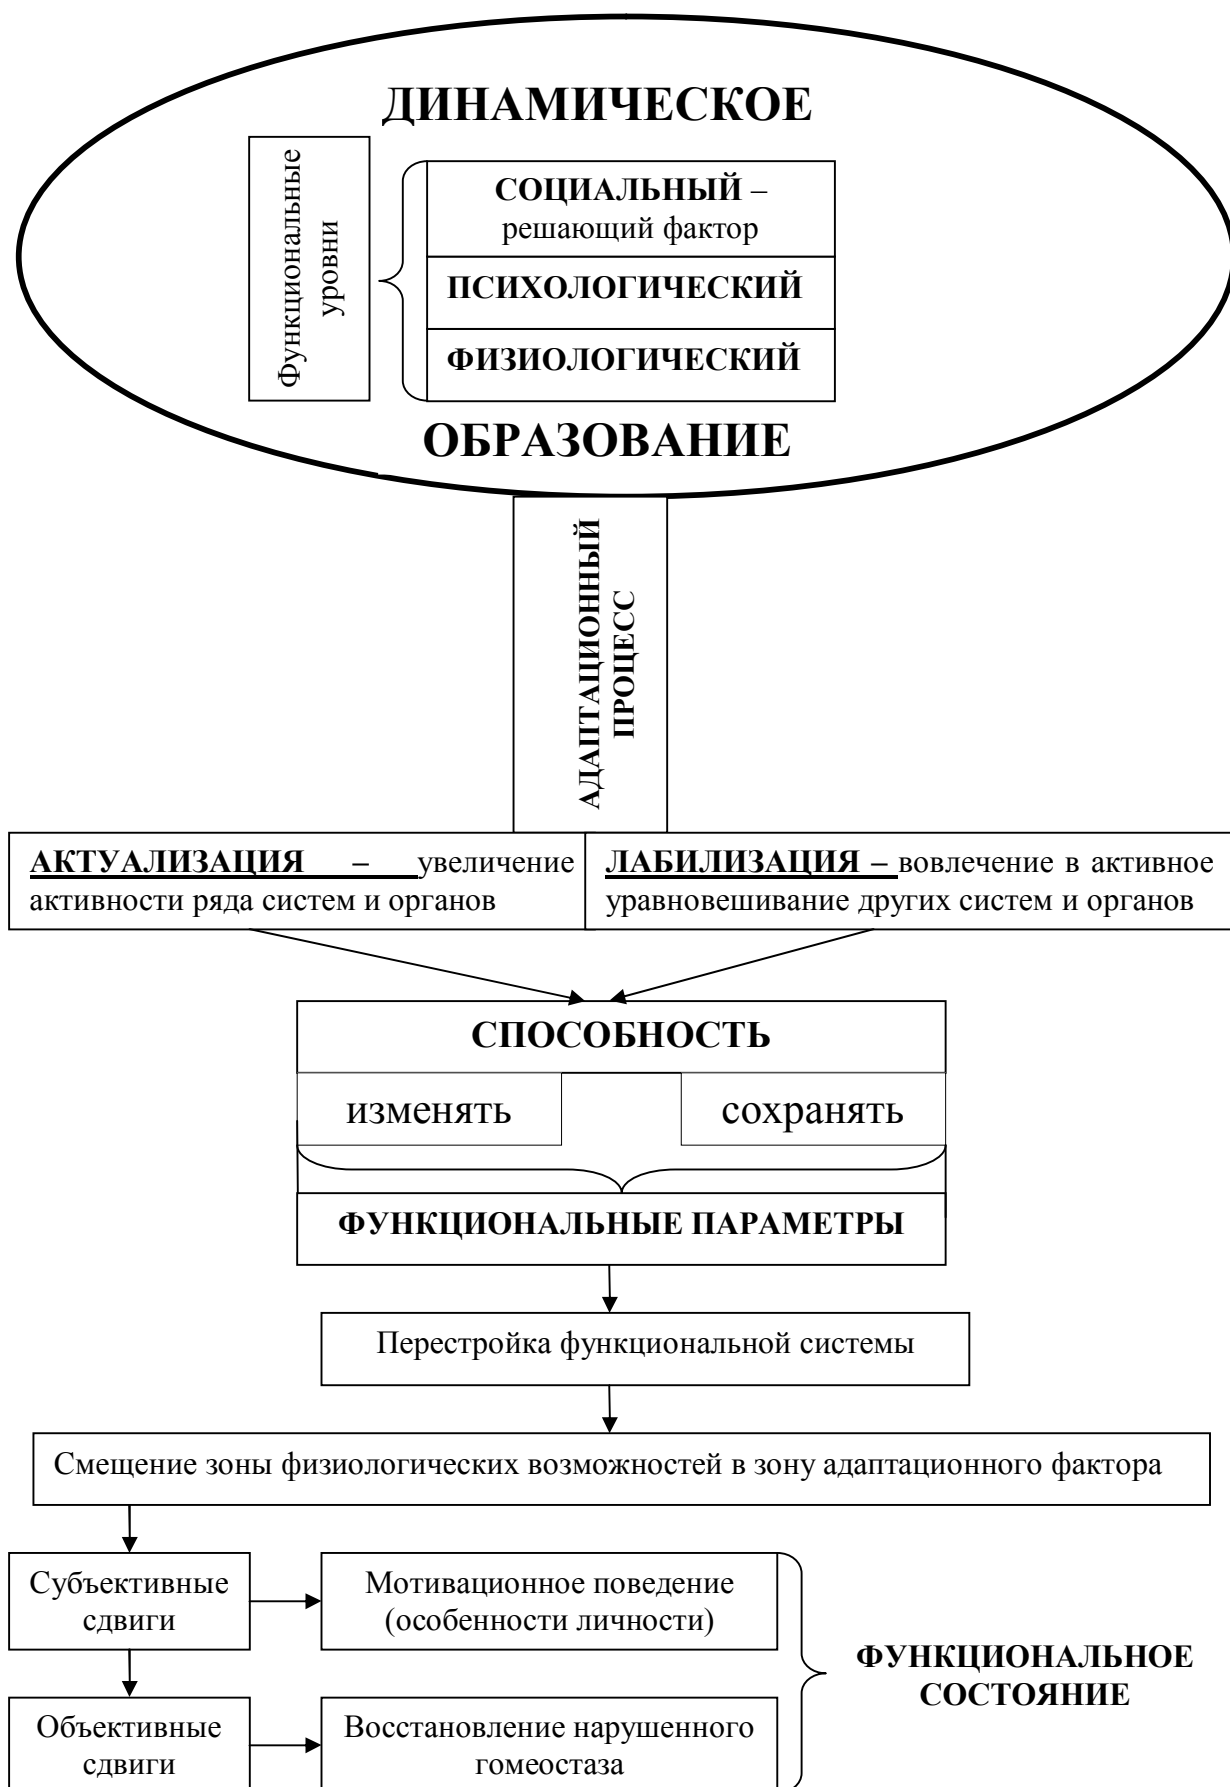 ДИНАМИЧЕСКОЕ
Функциональные
уровни
СОЦИАЛЬНЫЙ –
решающий фактор
ПСИХОЛОГИЧЕСКИЙ
ФИЗИОЛОГИЧЕСКИЙ
ОБРАЗОВАНИЕ
АДАПТАЦИОННЫЙ
ПРОЦЕСС
АКТУАЛИЗАЦИЯ – увеличение
активности ряда систем и органов
ЛАБИЛИЗАЦИЯ – вовлечение в активное
уравновешивание других систем и органов
СПОСОБНОСТЬ
изменять
сохранять
ФУНКЦИОНАЛЬНЫЕ ПАРАМЕТРЫ
Перестройка функциональной системы
Смещение зоны физиологических возможностей в зону адаптационного фактора
Субъективные
сдвиги
Мотивационное поведение
(особенности личности)
ФУНКЦИОНАЛЬНОЕ
СОСТОЯНИЕ
Объективные
сдвиги
Восстановление нарушенного
гомеостаза